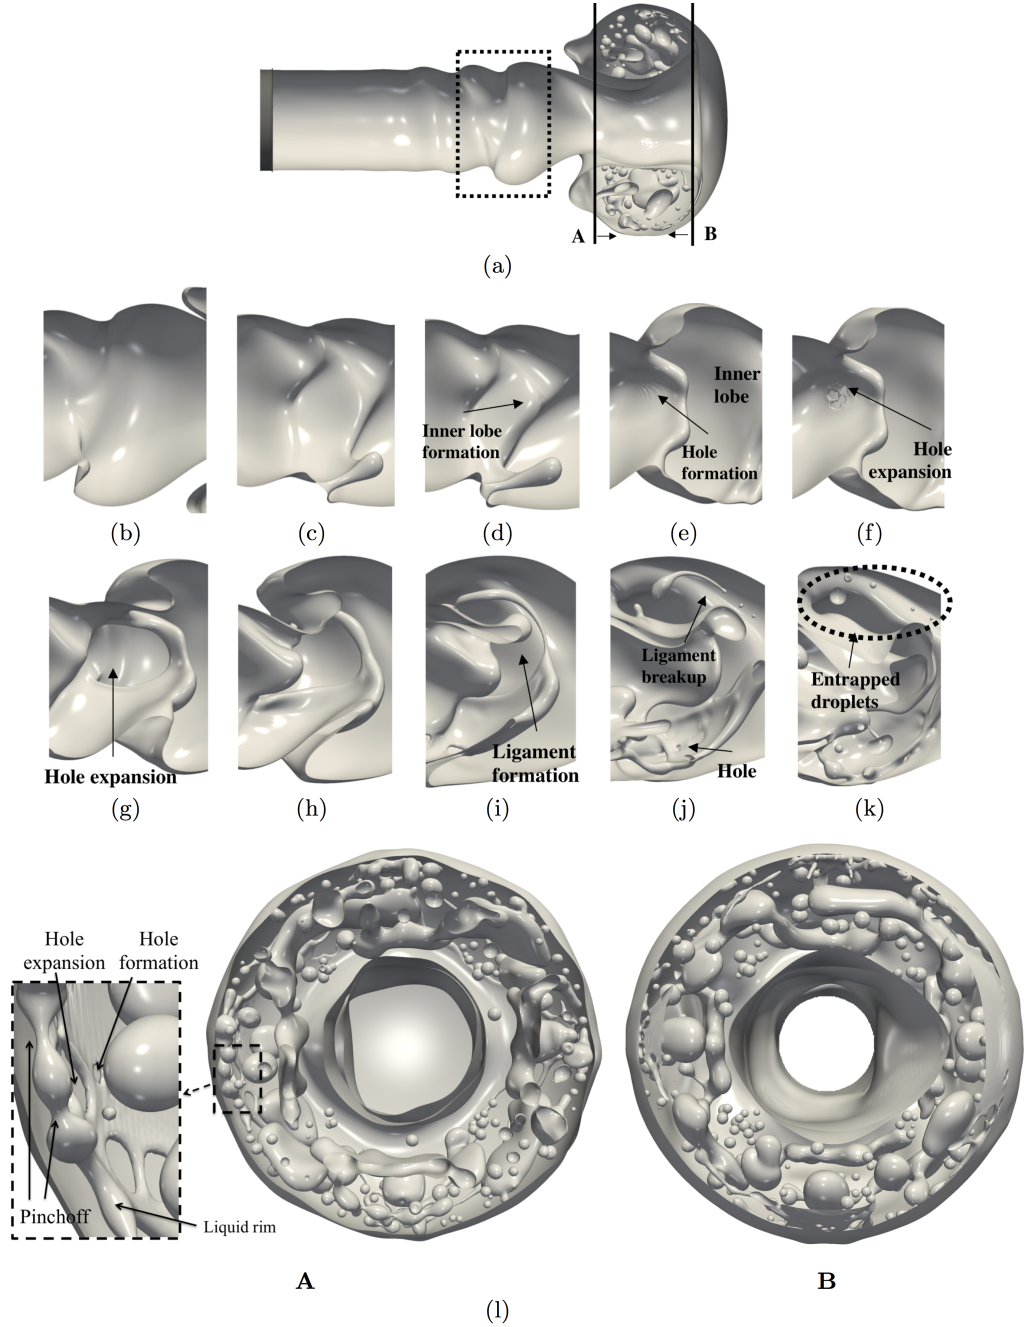 A
B
(a)
Inner lobe
formation
Inner
lobe
Hole
formation
Hole
expansion
(b)
(c)
(d)
(e)
(f)
Hole expansion
Ligament
formation
Ligament
breakup
Hole
Entrapped
droplets
(g)
(h)
(i)
(j)
(k)
Hole
expansion
Hole
formation
Pinchoff
Liquid rim
A
B
(l)